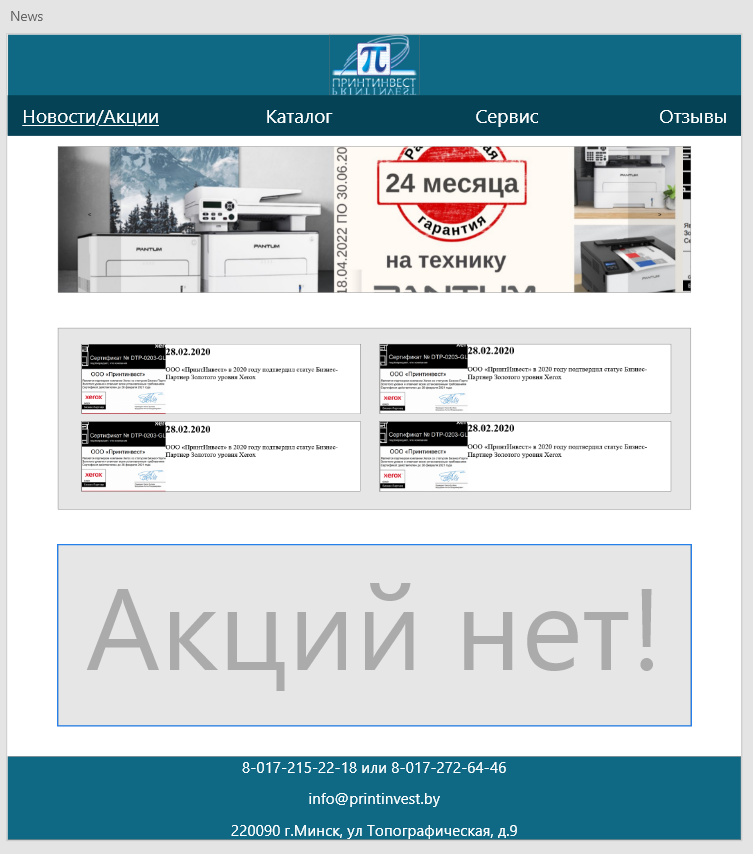 News
ПРИНТИНВЕСТ
Новости/Акции Каталог Сервис Отзывы
<
PANTUM
PANTUM
18.04.2022 ПО 30.06.20
24 месяца
гарантия
на технику
PANTUM
>
Сертификат № DTP-0203-GL
ООО «Принтинвест»
xerox
28.02.2020
ООО «ПринтИнвест» в 2020 году подтвердил статус Бизнес-
Партнер Золотого уровня Xerox
Сертификат № DTP-0203-GL
ООО «Принтинвест»
xerox
28.02.2020
ООО «ПринтИнвест» в 2020 году подтвердил статус Бизнес-
Партнер Золотого уровня Xerox
Сертификат № DTP-0203-GL
ООО «Принтинвест»
xerox
28.02.2020
ООО «ПринтИнвест» в 2020 году подтвердил статус Бизнес-
Партнер Золотого уровня Xerox
Сертификат № DTP-0203-GL
ООО «Принтинвест»
xerox
28.02.2020
ООО «ПринтИнвест» в 2020 году подтвердил статус Бизнес-
Партнер Золотого уровня Xerox
Акций нет!
8-017-215-22-18 или 8-017-272-64-46
info@printinvest.by
220090 г.Минск, ул Топографическая, д.9